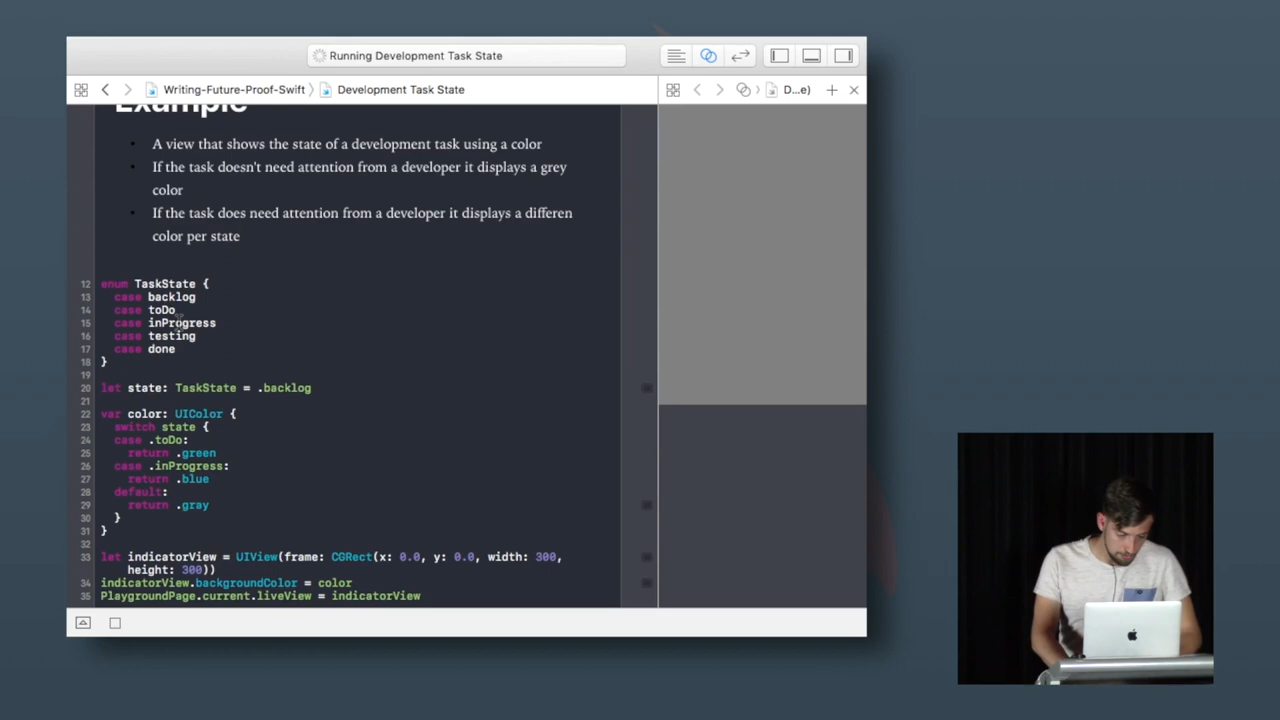 Running Development Task State
Writing-Future-Proof-Swift
Development Task State
D...e)
Example
• A view that shows the state of a development task using a color
• If the task doesn't need attention from a developer it displays a grey
color
• If the task does need attention from a developer it displays a differen
color per state
12 enum TaskState {
13 case backlog
14 case toDo
15 case inProgress
16 case testing
17 case done
18 }
19
20 let state: TaskState = .backlog
21
22 var color: UIColor {
23 switch state {
24 case .toDo:
25 return .green
26 case .inProgress:
27 return .blue
28 default:
29 return .gray
30 }
31 }
32
33 let indicatorView = UIView(frame: CGRect(x: 0.0, y: 0.0, width: 300,
height: 300))
34 indicatorView.backgroundColor = color
35 PlaygroundPage.current.liveView = indicatorView